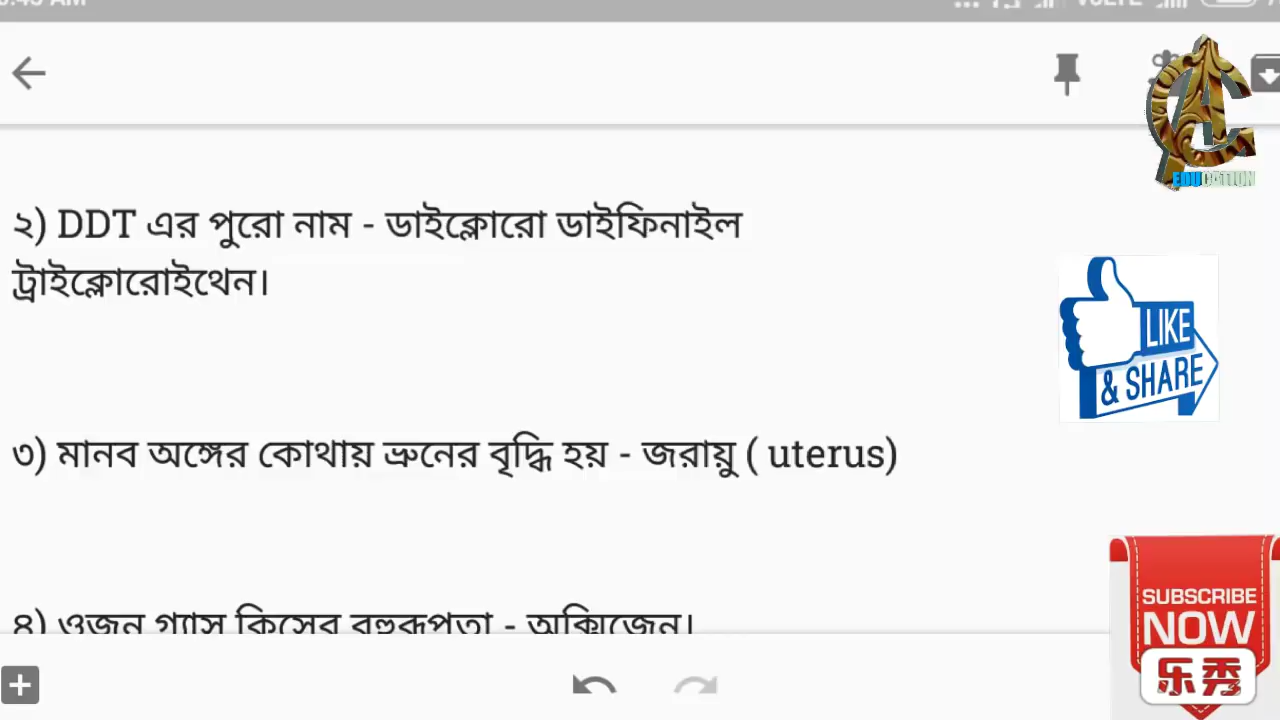 ২) DDT এর পুরো নাম - ডাইক্লোরো ডাইফিনাইল
ট্রাইক্লোরোইথেন।
৩) মানব অঙ্গের কোথায় ভ্রুনের বৃদ্ধি হয় - জরায়ু ( uterus)
৪) ওজন গ্যাস কিসের বহুরূপতা - অক্সিজেন।
EDUCATION
LIKE
& SHARE
SUBSCRIBE
NOW
乐秀